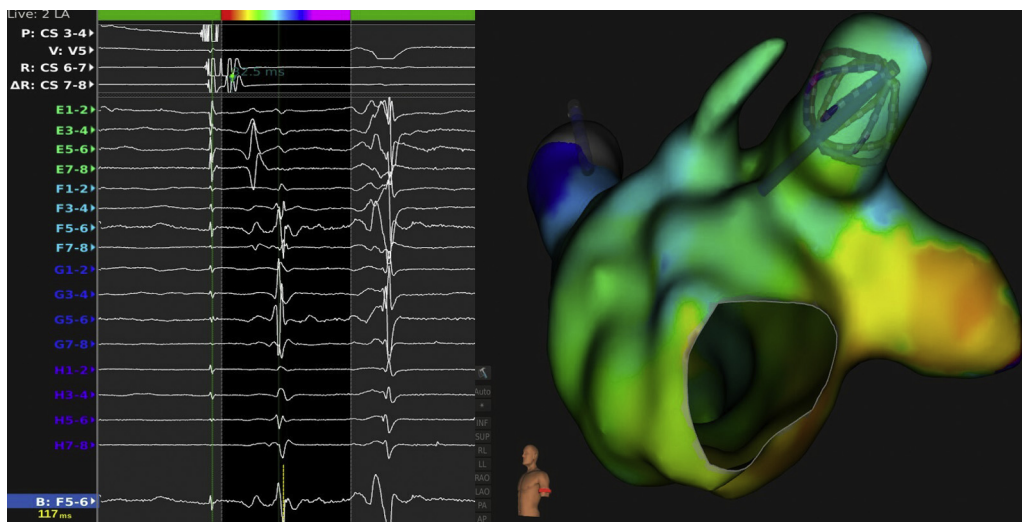 Live: 2 LA
P: CS 3-4
V: V5
R: CS 6-7
ΔR: CS 7-8
2.5 ms
E1-2
E3-4
E5-6
E7-8
F1-2
F3-4
F5-6
F7-8
G1-2
G3-4
G5-6
G7-8
H1-2
H3-4
H5-6
H7-8
B: F5-6
117 ms
Auto
INF
SUP
RL
LL
RAO
LAO
PA
AP